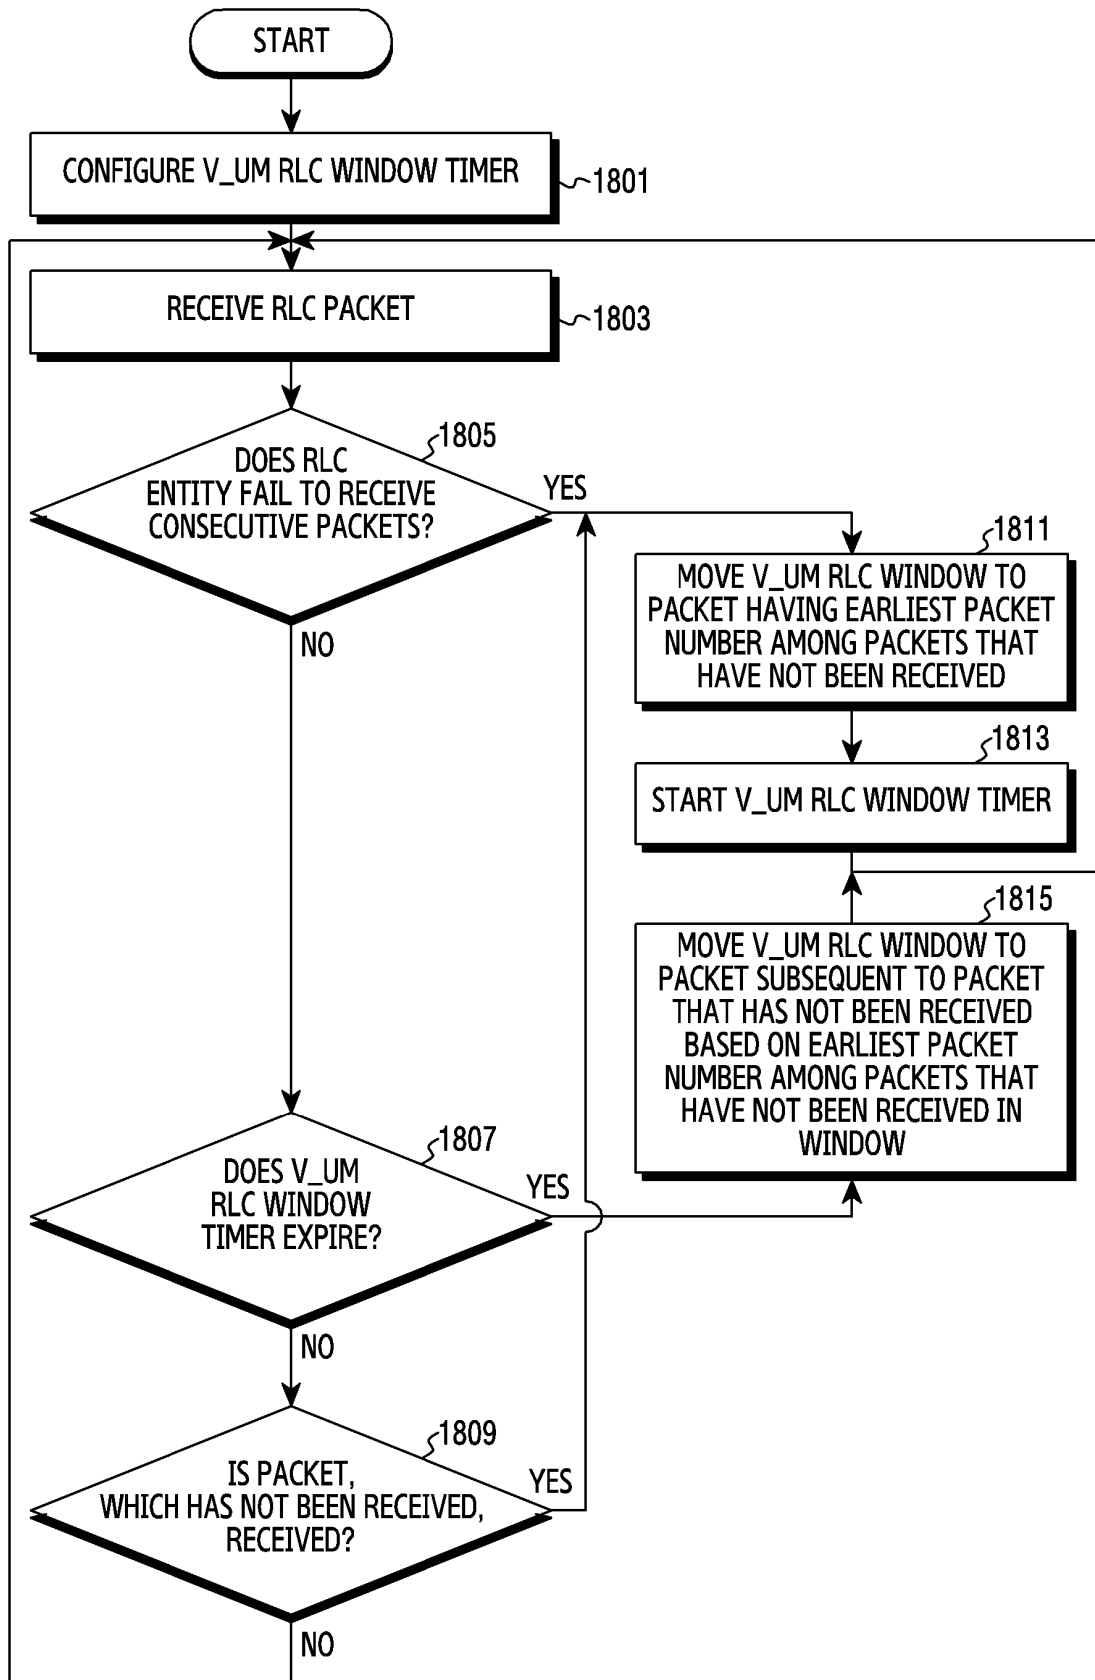 START
CONFIGURE V_UM RLC WINDOW TIMER
1801
RECEIVE RLC PACKET
1803
1805
DOES RLC
ENTITY FAIL TO RECEIVE
CONSECUTIVE PACKETS?
YES
NO
1811
MOVE V_UM RLC WINDOW TO
PACKET HAVING EARLIEST PACKET
NUMBER AMONG PACKETS THAT
HAVE NOT BEEN RECEIVED
1813
START V_UM RLC WINDOW TIMER
1815
MOVE V_UM RLC WINDOW TO
PACKET SUBSEQUENT TO PACKET
THAT HAS NOT BEEN RECEIVED
BASED ON EARLIEST PACKET
NUMBER AMONG PACKETS THAT
HAVE NOT BEEN RECEIVED IN
WINDOW
1807
DOES V_UM
RLC WINDOW
TIMER EXPIRE?
YES
NO
1809
IS PACKET,
WHICH HAS NOT BEEN RECEIVED,
RECEIVED?
YES
NO